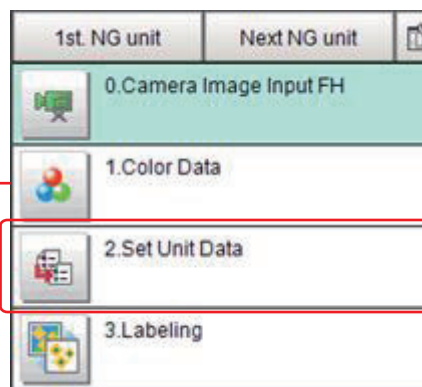 1st. NG unit Next NG unit
0.Camera Image Input FH
1.Color Data
2.Set Unit Data
3.Labeling